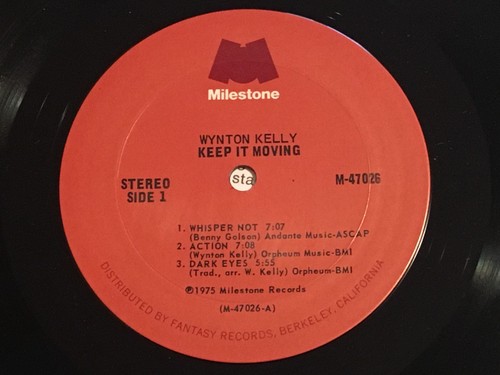 Milestone
WYNTON KELLY
KEEP IT MOVING
STEREO
SIDE 1
sta
M-47026
1. WHISPER NOT 7:07
(Benny Golson) Andante Music-ASCAP
2. ACTION 7:08
(Wynton Kelly) Orpheum Music-BMI
3. DARK EYES 5:55
(Trad., arr. W. Kelly) Orpheum-BMI
℗1975 Milestone Records
(M-47026-A)
DISTRIBUTED BY FANTASY RECORDS, BERKELEY, CALIFORNIA